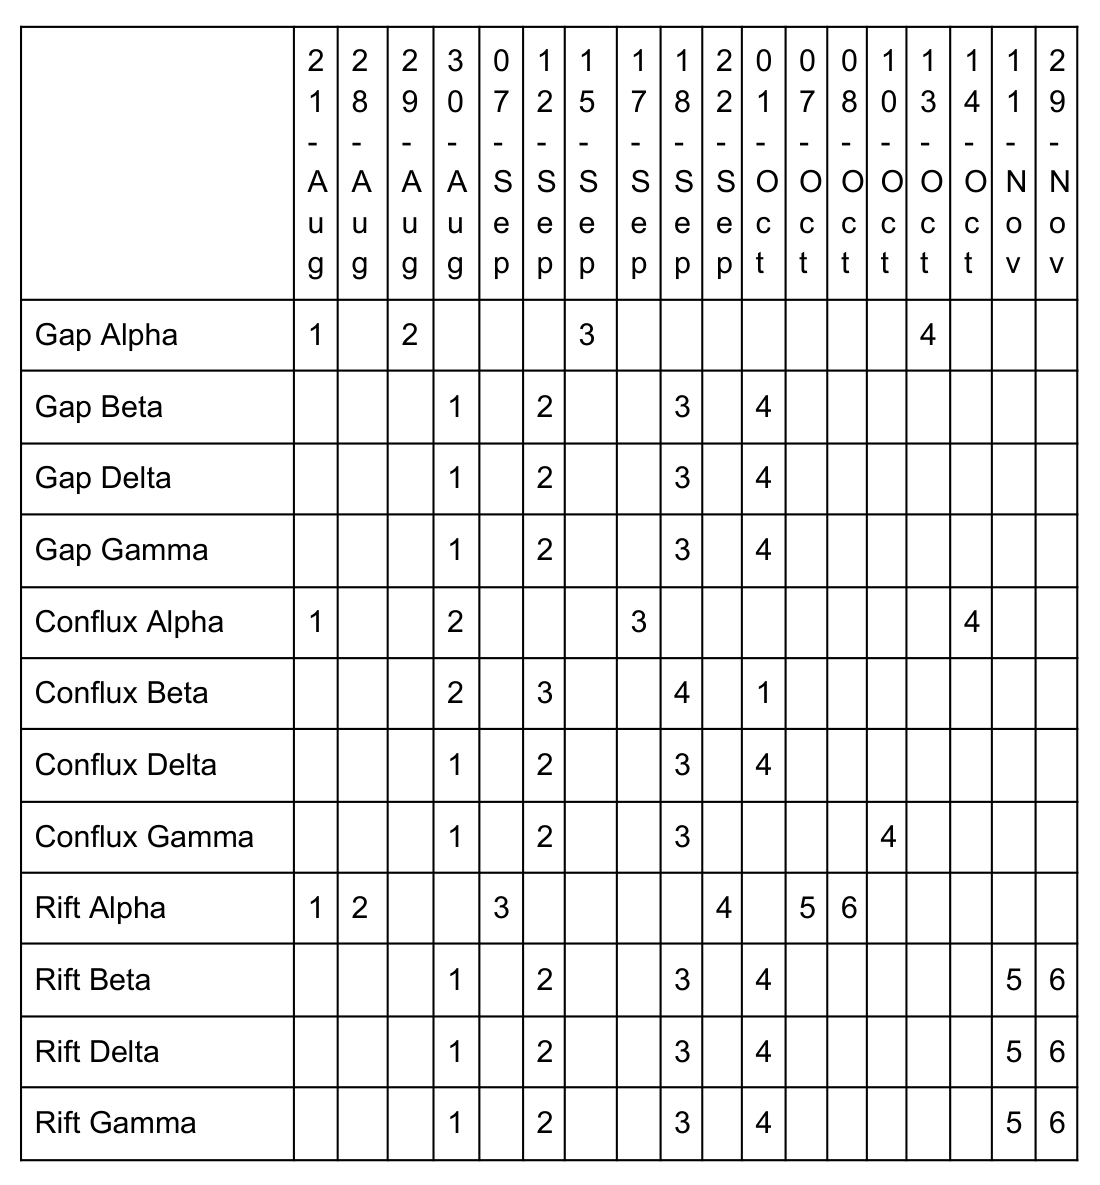 21-Aug 28-Aug 29-Aug 30-Aug 07-Sep 12-Sep 15-Sep 17-Sep 18-Sep 22-Sep 01-Oct 07-Oct 08-Oct 10-Oct 13-Oct 14-Oct 11-Nov 29-Nov
Gap Alpha 1 2 3 4
Gap Beta 1 2 3 4
Gap Delta 1 2 3 4
Gap Gamma 1 2 3 4
Conflux Alpha 1 2 3 4
Conflux Beta 2 3 4 1
Conflux Delta 1 2 3 4
Conflux Gamma 1 2 3 4
Rift Alpha 1 2 3 4 5 6
Rift Beta 1 2 3 4 5 6
Rift Delta 1 2 3 4 5 6
Rift Gamma 1 2 3 4 5 6